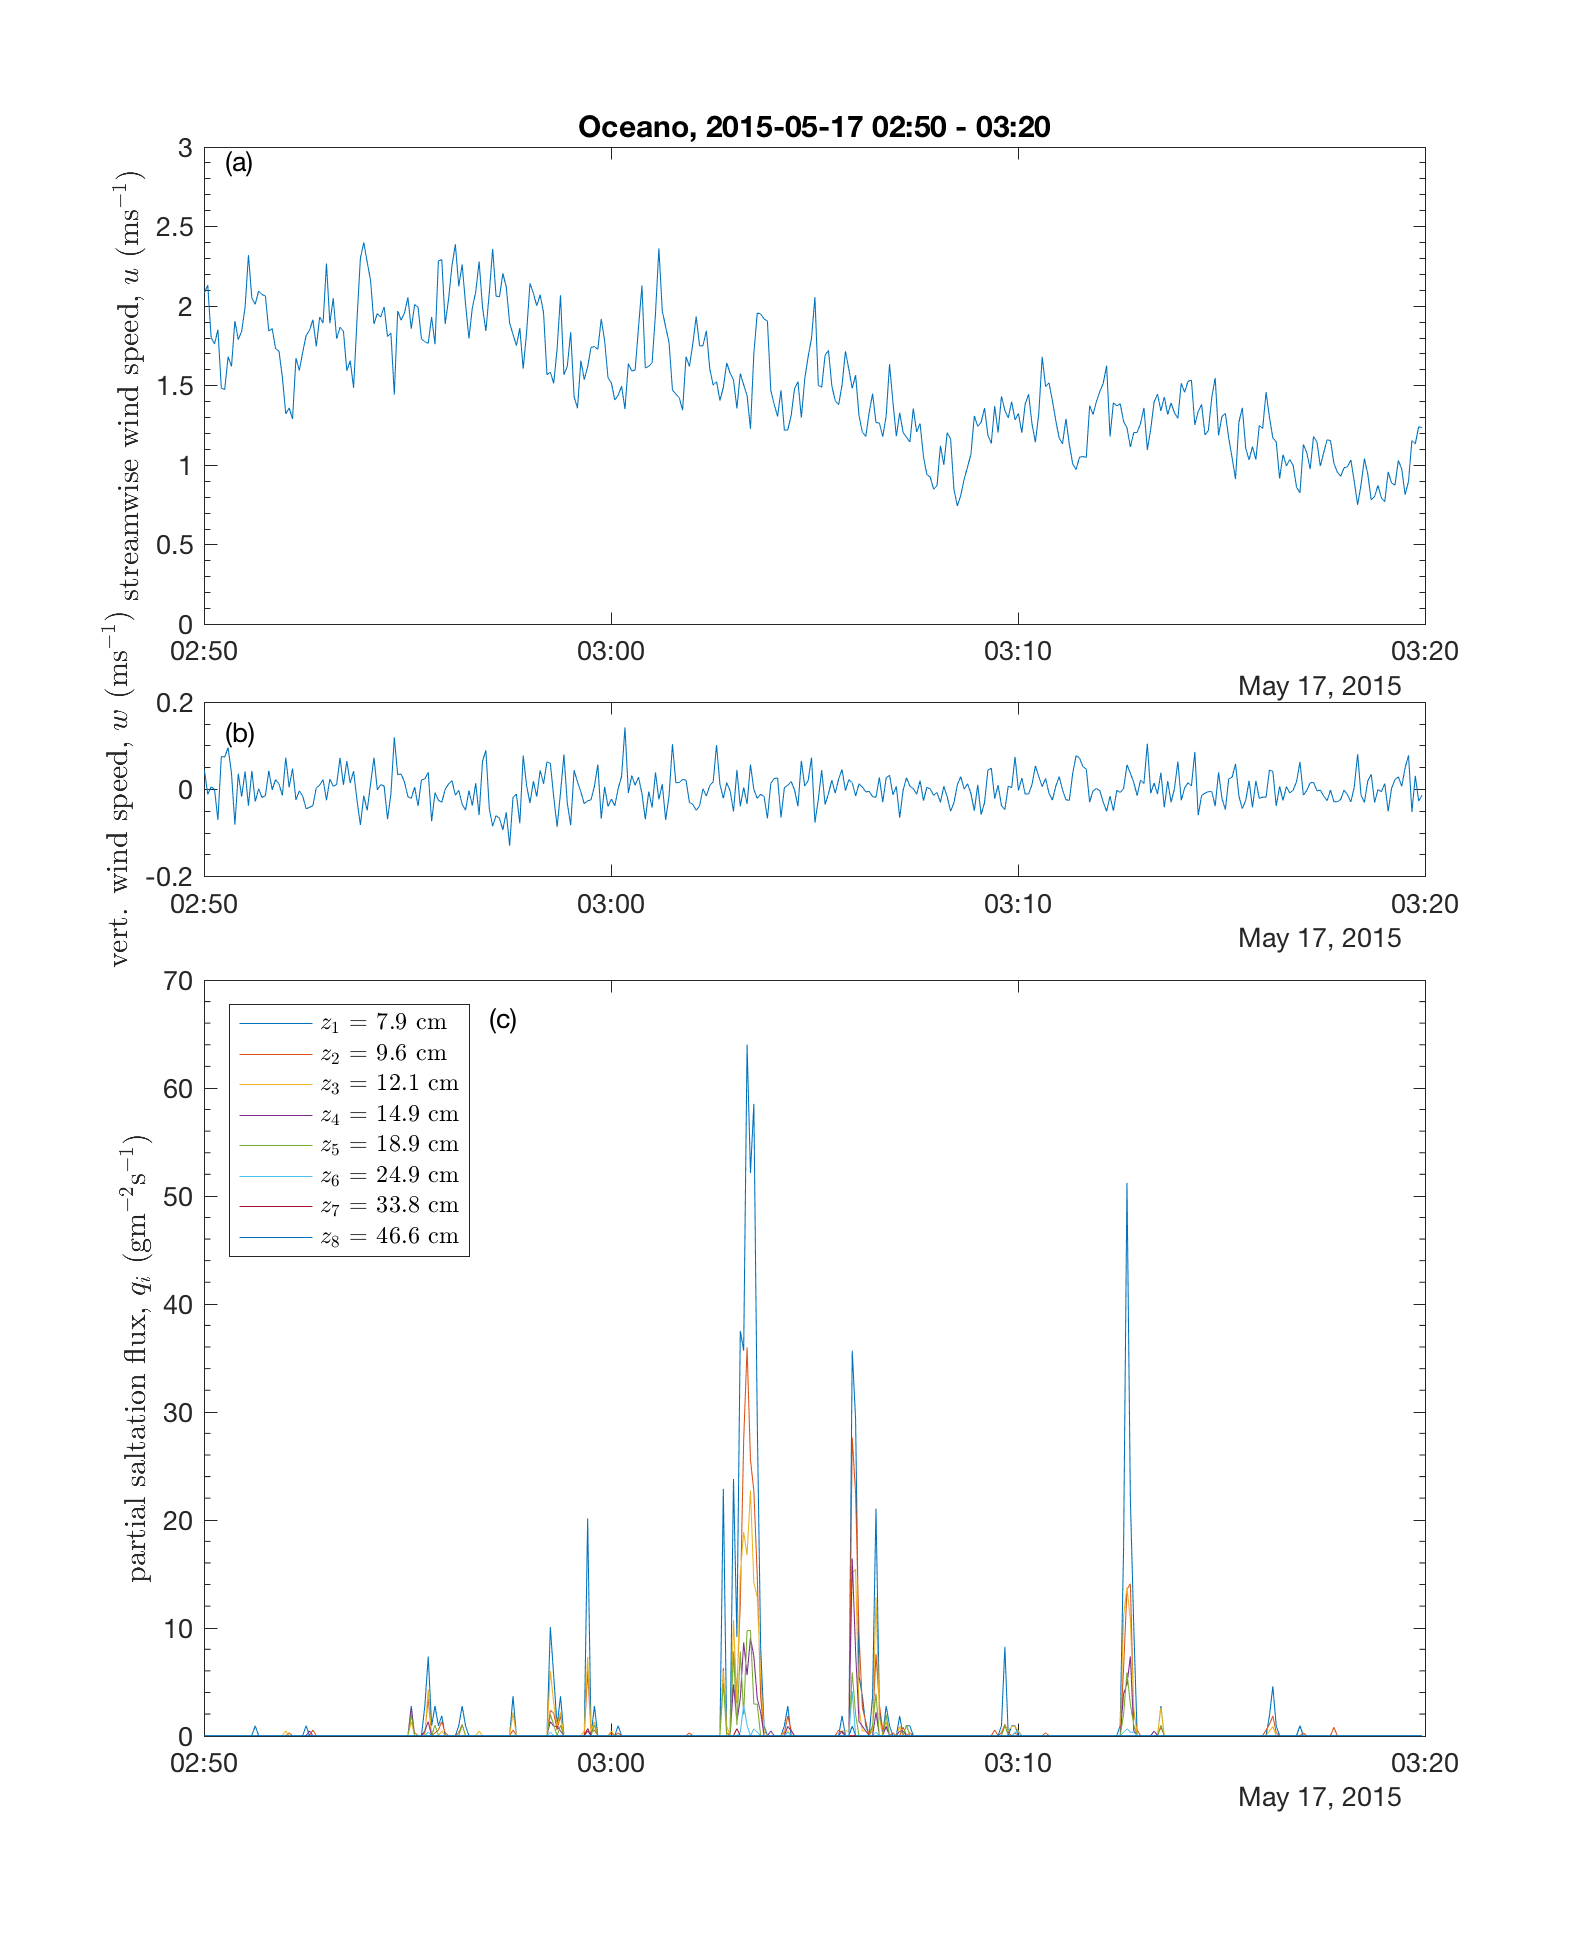 Oceano, 2015-05-17 02:50 - 03:20
(a)
streamwise wind speed, u (ms⁻¹)
3
2.5
2
1.5
1
0.5
0
02:50 03:00 03:10 03:20
May 17, 2015
(b)
vert. wind speed, w (ms⁻¹)
0.2
0
-0.2
02:50 03:00 03:10 03:20
May 17, 2015
(c)
partial saltation flux, qᵢ (gm⁻²s⁻¹)
70
60
50
40
30
20
10
0
z₁ = 7.9 cm
z₂ = 9.6 cm
z₃ = 12.1 cm
z₄ = 14.9 cm
z₅ = 18.9 cm
z₆ = 24.9 cm
z₇ = 33.8 cm
z₈ = 46.6 cm
02:50 03:00 03:10 03:20
May 17, 2015